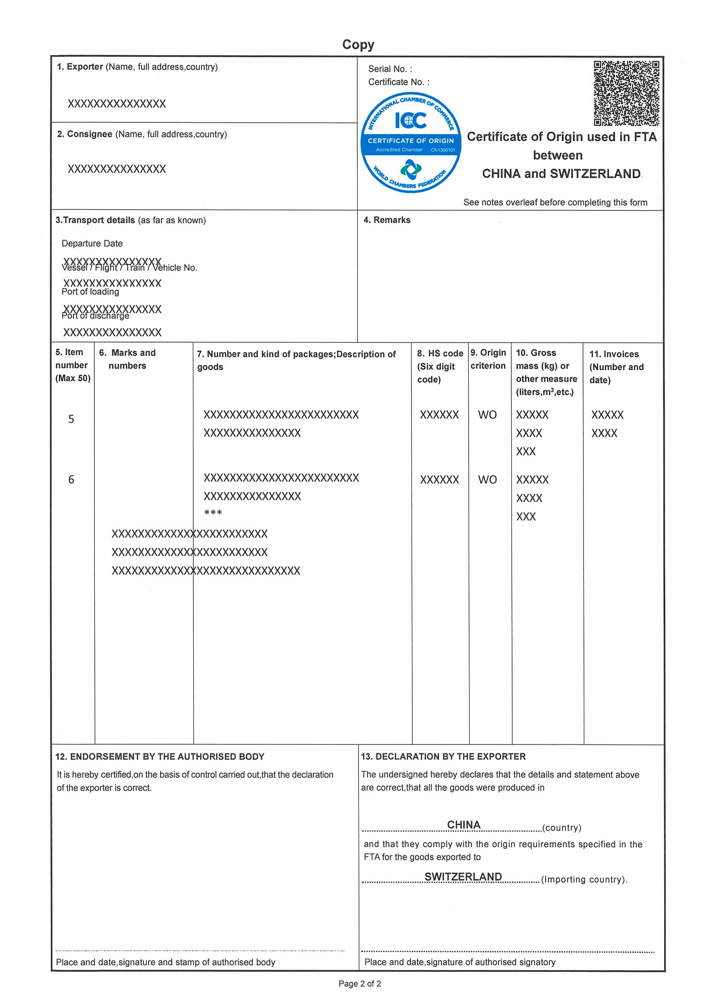 Copy
1. Exporter (Name, full address,country)
XXXXXXXXXXXXXXX
Serial No. :
Certificate No. :
INTERNATIONAL CHAMBER OF COMMERCE
ICC
CERTIFICATE OF ORIGIN
Accredited Chamber CN1300101
WORLD CHAMBERS FEDERATION
2. Consignee (Name, full address,country)
XXXXXXXXXXXXXXX
Certificate of Origin used in FTA
between
CHINA and SWITZERLAND
See notes overleaf before completing this form
3.Transport details (as far as known)
Departure Date
XXXXXXXXXXXXXXX
Vessel / Flight / Train / Vehicle No.
XXXXXXXXXXXXXXX
Port of loading
XXXXXXXXXXXXXXX
Port of discharge
XXXXXXXXXXXXXXX
4. Remarks
5. Item
number
(Max 50)
6. Marks and
numbers
7. Number and kind of packages;Description of
goods
8. HS code
(Six digit
code)
9. Origin
criterion
10. Gross
mass (kg) or
other measure
(liters,m³,etc.)
11. Invoices
(Number and
date)
5
XXXXXXXXXXXXXXXXXXXXXXXX
XXXXXXXXXXXXXXX
XXXXXX
WO
XXXXX
XXXX
XXX
XXXXX
XXXX
6
XXXXXXXXXXXXXXXXXXXXXXXX
XXXXXXXXXXXXXXX
***
XXXXXX
WO
XXXXX
XXXX
XXX
XXXXXXXXXXXXXXXXXXXXXXXX
XXXXXXXXXXXXXXXXXXXXXXXX
XXXXXXXXXXXXXXXXXXXXXXXXXXXXX
12. ENDORSEMENT BY THE AUTHORISED BODY
It is hereby certified,on the basis of control carried out,that the declaration
of the exporter is correct.
Place and date,signature and stamp of authorised body
13. DECLARATION BY THE EXPORTER
The undersigned hereby declares that the details and statement above
are correct,that all the goods were produced in
CHINA (country)
and that they comply with the origin requirements specified in the
FTA for the goods exported to
SWITZERLAND (Importing country).
Place and date,signature of authorised signatory
Page 2 of 2